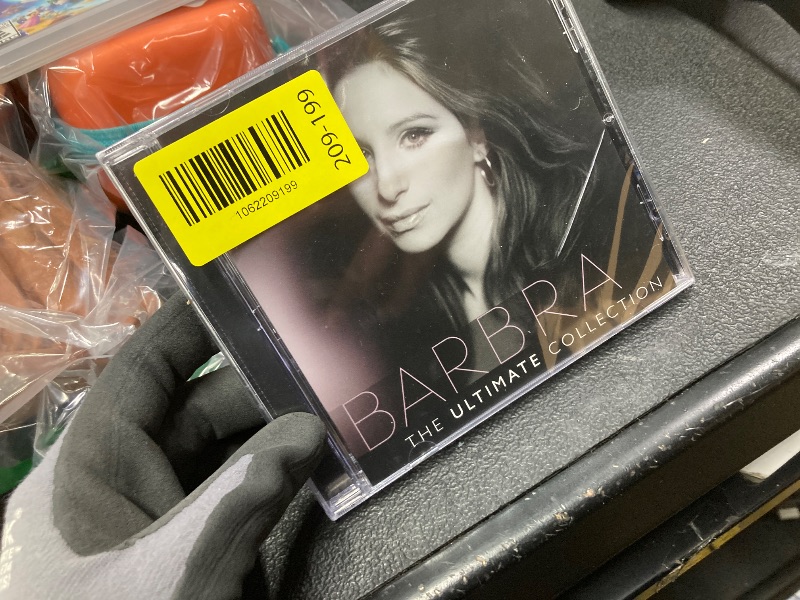 209-199
1062209199
BARBRA
THE ULTIMATE COLLECTION